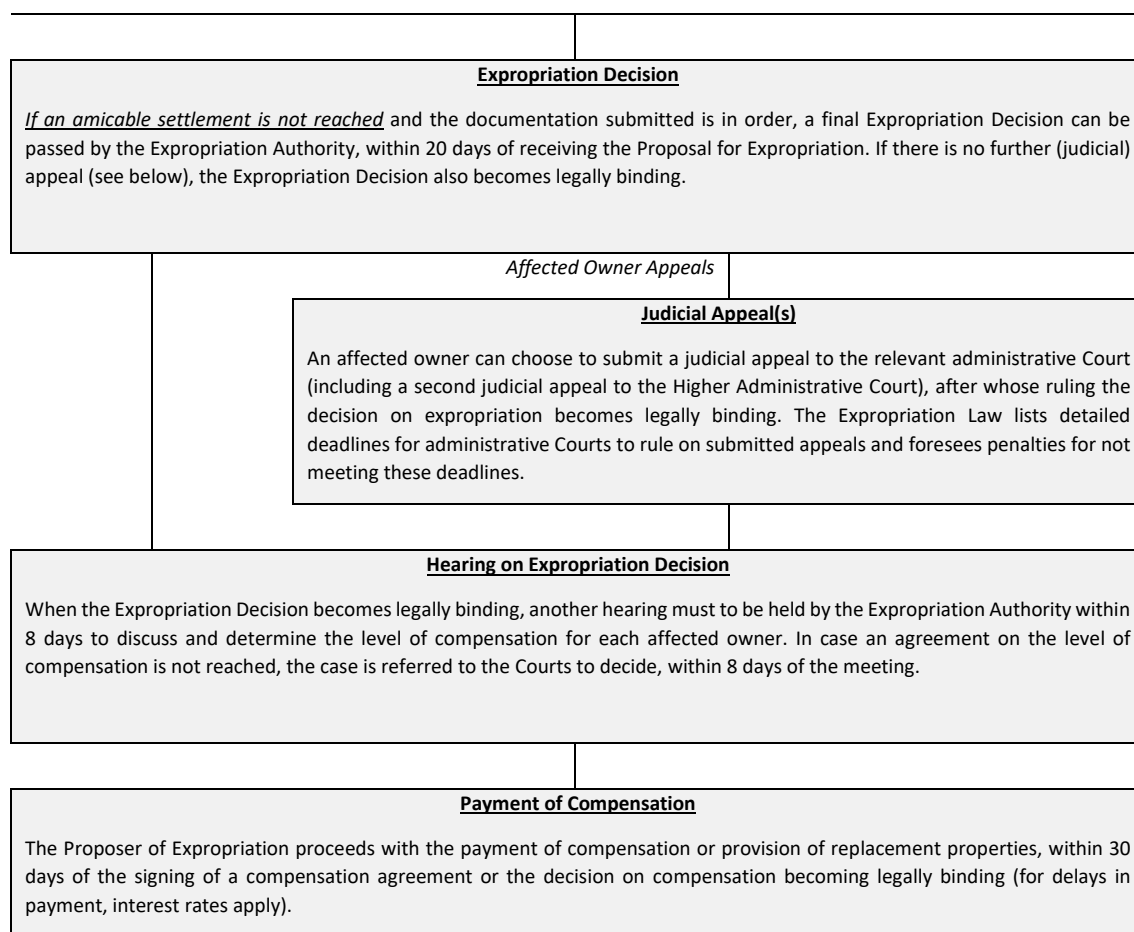 Expropriation Decision
If an amicable settlement is not reached and the documentation submitted is in order, a final Expropriation Decision can be
passed by the Expropriation Authority, within 20 days of receiving the Proposal for Expropriation. If there is no further (judicial)
appeal (see below), the Expropriation Decision also becomes legally binding.
Affected Owner Appeals
Judicial Appeal(s)
An affected owner can choose to submit a judicial appeal to the relevant administrative Court
(including a second judicial appeal to the Higher Administrative Court), after whose ruling the
decision on expropriation becomes legally binding. The Expropriation Law lists detailed
deadlines for administrative Courts to rule on submitted appeals and foresees penalties for not
meeting these deadlines.
Hearing on Expropriation Decision
When the Expropriation Decision becomes legally binding, another hearing must to be held by the Expropriation Authority within
8 days to discuss and determine the level of compensation for each affected owner. In case an agreement on the level of
compensation is not reached, the case is referred to the Courts to decide, within 8 days of the meeting.
Payment of Compensation
The Proposer of Expropriation proceeds with the payment of compensation or provision of replacement properties, within 30
days of the signing of a compensation agreement or the decision on compensation becoming legally binding (for delays in
payment, interest rates apply).